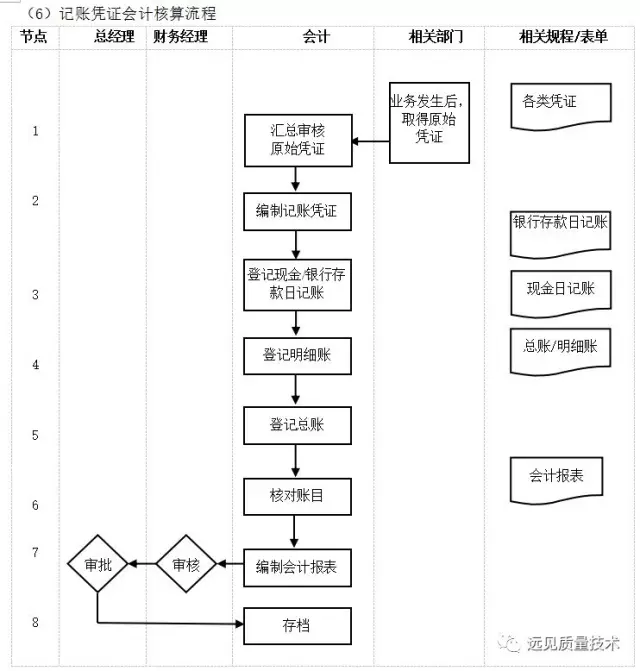 （6）记账凭证会计核算流程
节点
总经理
财务经理
会计
相关部门
相关规程/表单
1
汇总审核
原始凭证
业务发生后，
取得原始
凭证
各类凭证
2
编制记账凭证
银行存款日记账
3
登记现金/银行存
款日记账
现金日记账
4
登记明细账
总账/明细账
5
登记总账
6
核对账目
会计报表
7
审批
审核
编制会计报表
8
存档
远见质量技术